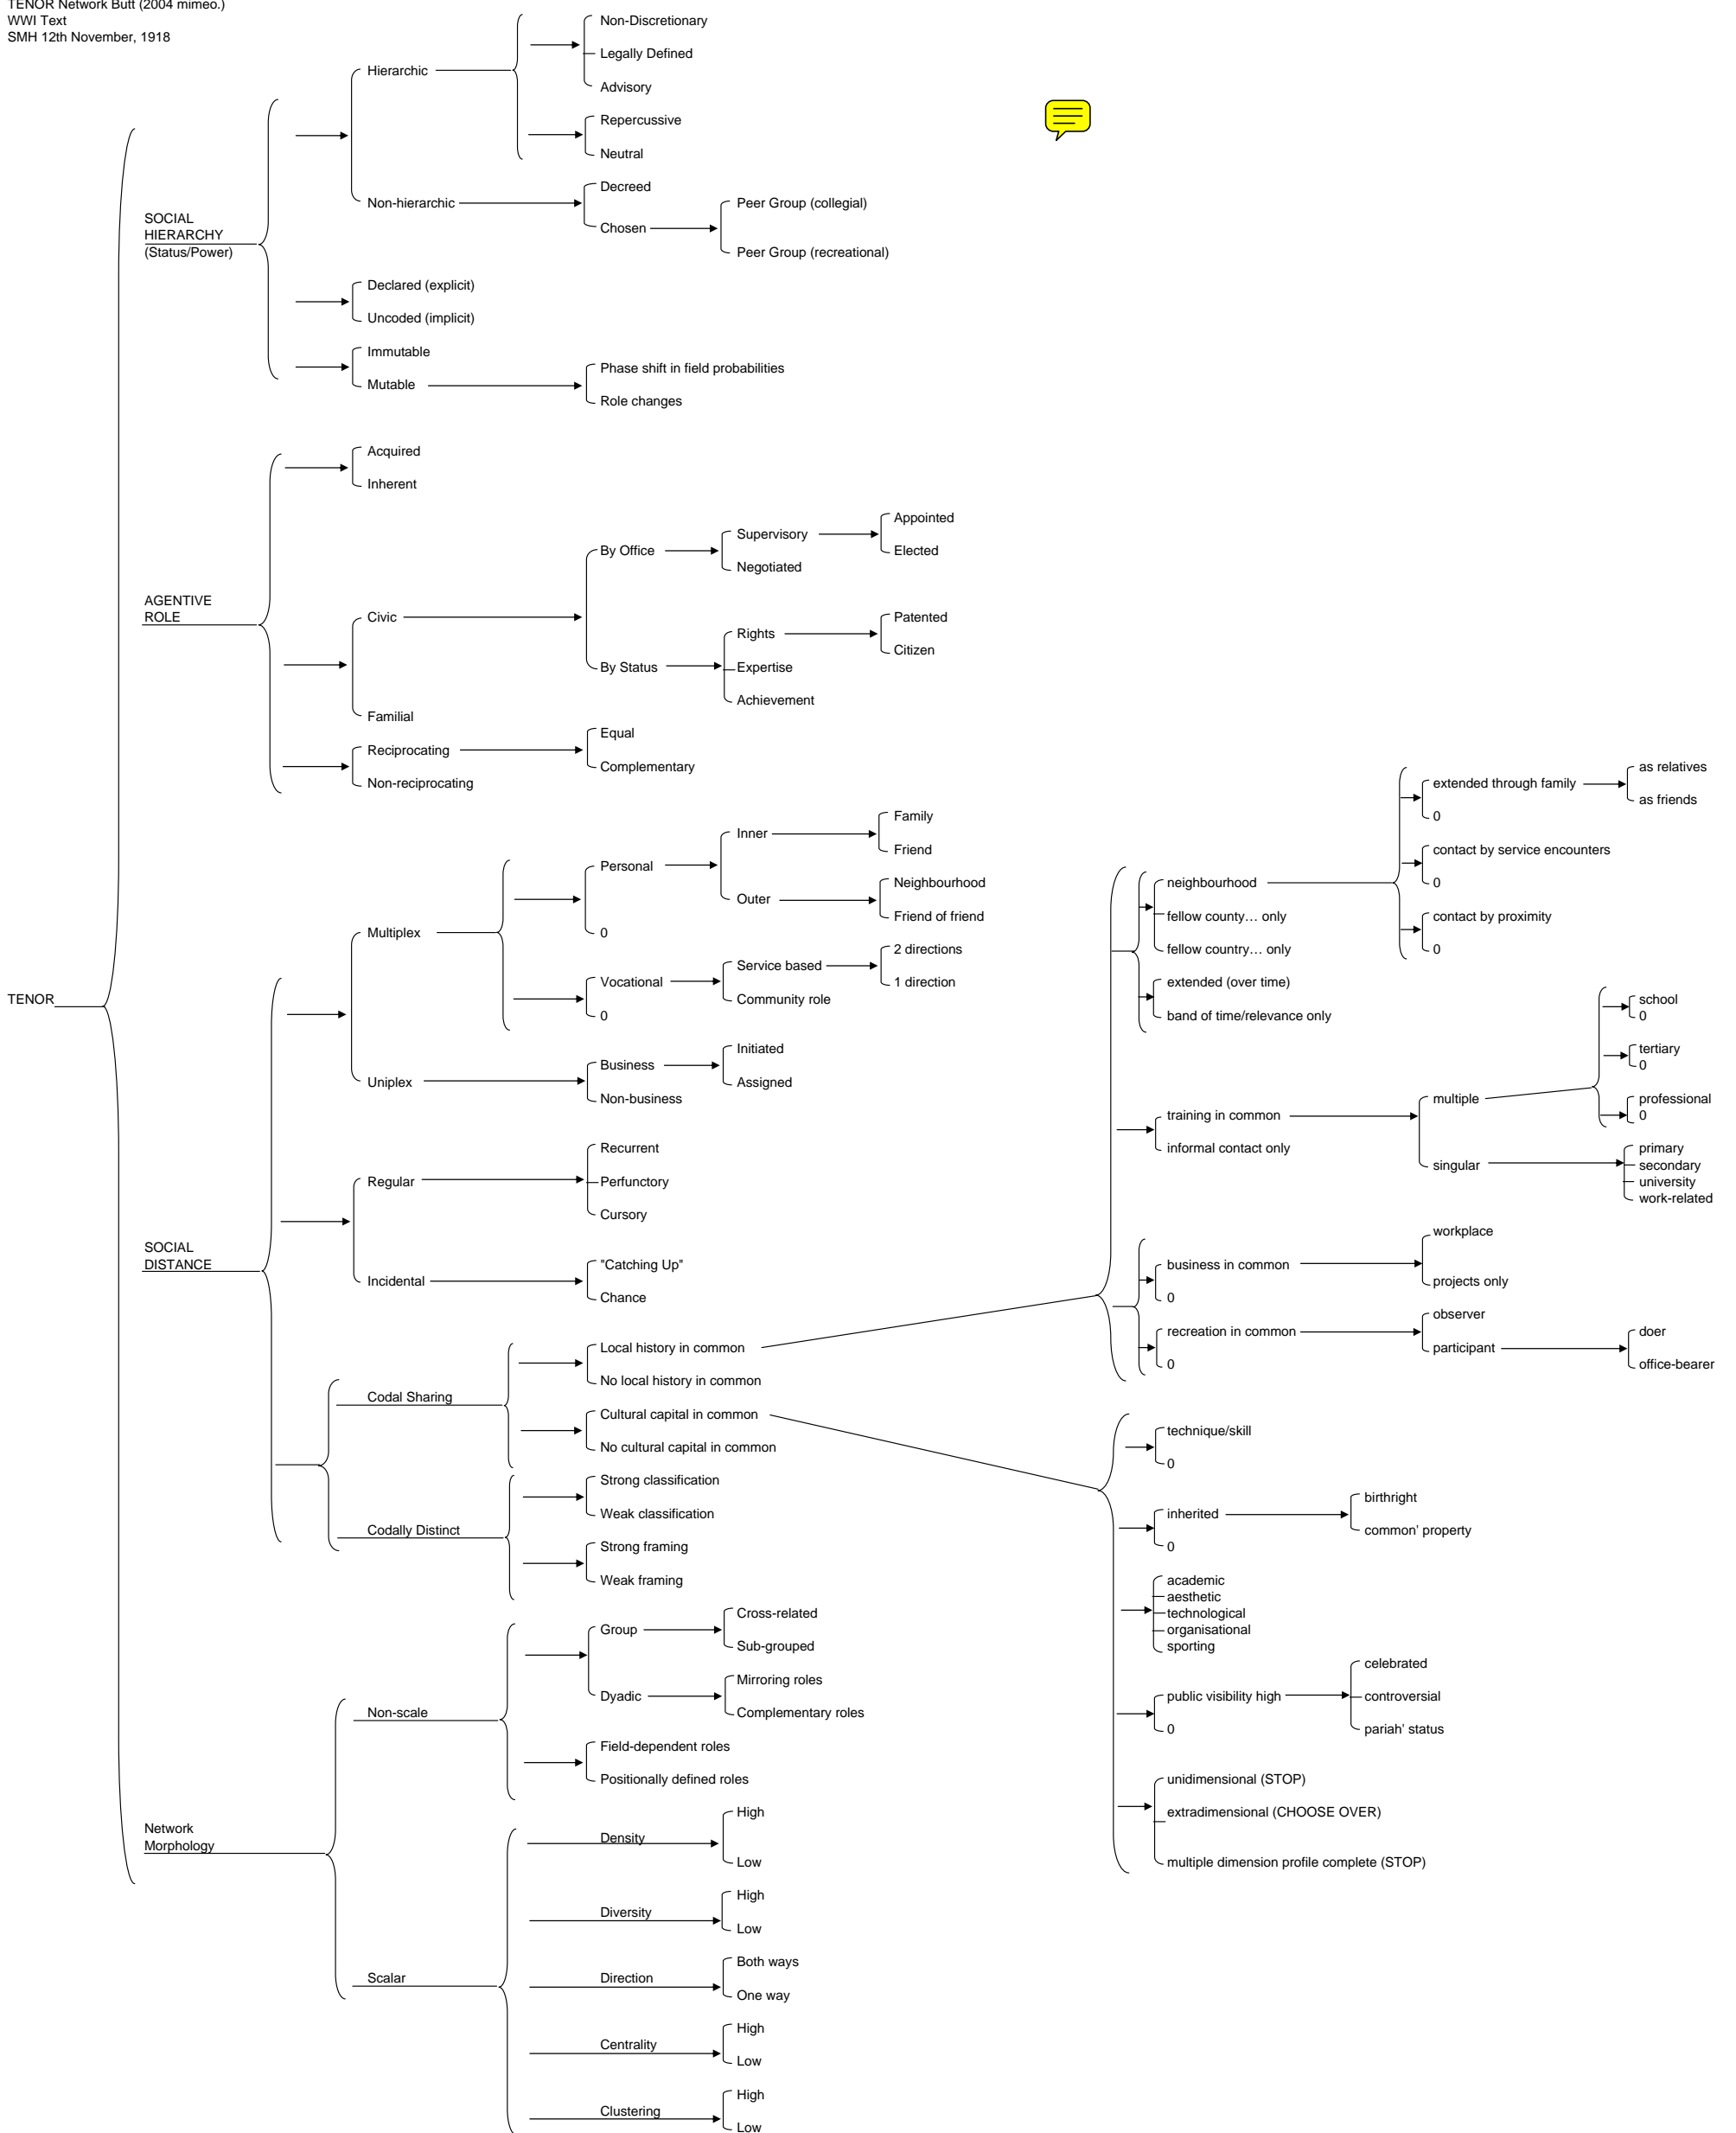 TENOR Network Butt (2004 mimeo.)
WWI Text
SMH 12th November, 1918
TENOR
SOCIAL
HIERARCHY
(Status/Power)
Hierarchic
Non-Discretionary
Legally Defined
Advisory
Repercussive
Neutral
Non-hierarchic
Decreed
Chosen
Peer Group (collegial)
Peer Group (recreational)
Declared (explicit)
Uncoded (implicit)
Immutable
Mutable
Phase shift in field probabilities
Role changes
AGENTIVE
ROLE
Acquired
Inherent
Civic
By Office
Supervisory
Appointed
Elected
Negotiated
By Status
Rights
Patented
Citizen
Expertise
Achievement
Familial
Reciprocating
Equal
Complementary
Non-reciprocating
SOCIAL
DISTANCE
Multiplex
Personal
Inner
Family
Friend
Outer
Neighbourhood
Friend of friend
0
Vocational
Service based
2 directions
1 direction
Community role
0
Uniplex
Business
Initiated
Assigned
Non-business
Regular
Recurrent
Perfunctory
Cursory
Incidental
"Catching Up"
Chance
Codal Sharing
Local history in common
No local history in common
Cultural capital in common
No cultural capital in common
Codally Distinct
Strong classification
Weak classification
Strong framing
Weak framing
neighbourhood
extended through family
as relatives
as friends
0
contact by service encounters
0
contact by proximity
0
fellow county… only
fellow country… only
extended (over time)
band of time/relevance only
training in common
multiple
school
0
tertiary
0
professional
0
singular
primary
secondary
university
work-related
informal contact only
business in common
workplace
projects only
0
recreation in common
observer
participant
doer
office-bearer
0
technique/skill
0
inherited
birthright
common' property
0
academic
aesthetic
technological
organisational
sporting
public visibility high
celebrated
controversial
pariah' status
0
unidimensional (STOP)
extradimensional (CHOOSE OVER)
multiple dimension profile complete (STOP)
Network
Morphology
Non-scale
Group
Cross-related
Sub-grouped
Dyadic
Mirroring roles
Complementary roles
Field-dependent roles
Positionally defined roles
Scalar
Density
High
Low
Diversity
High
Low
Direction
Both ways
One way
Centrality
High
Low
Clustering
High
Low